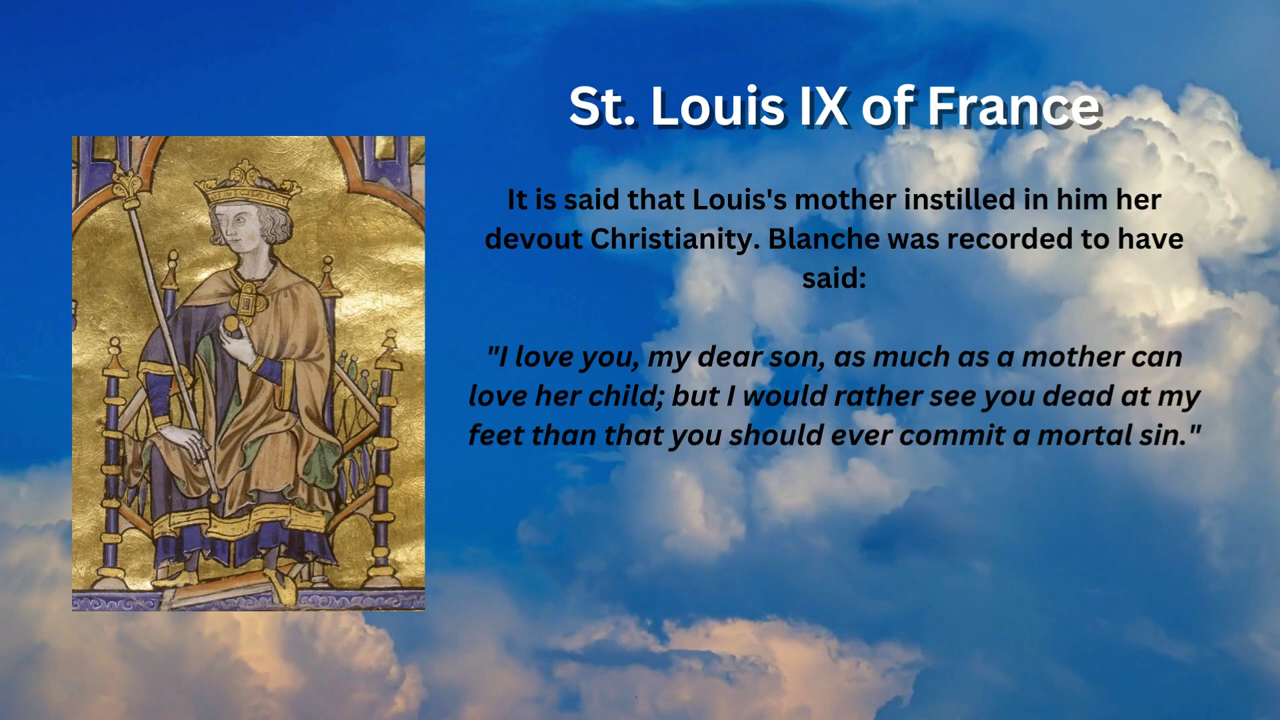 St. Louis IX of France
It is said that Louis's mother instilled in him her
devout Christianity. Blanche was recorded to have
said:
"I love you, my dear son, as much as a mother can
love her child; but I would rather see you dead at my
feet than that you should ever commit a mortal sin."